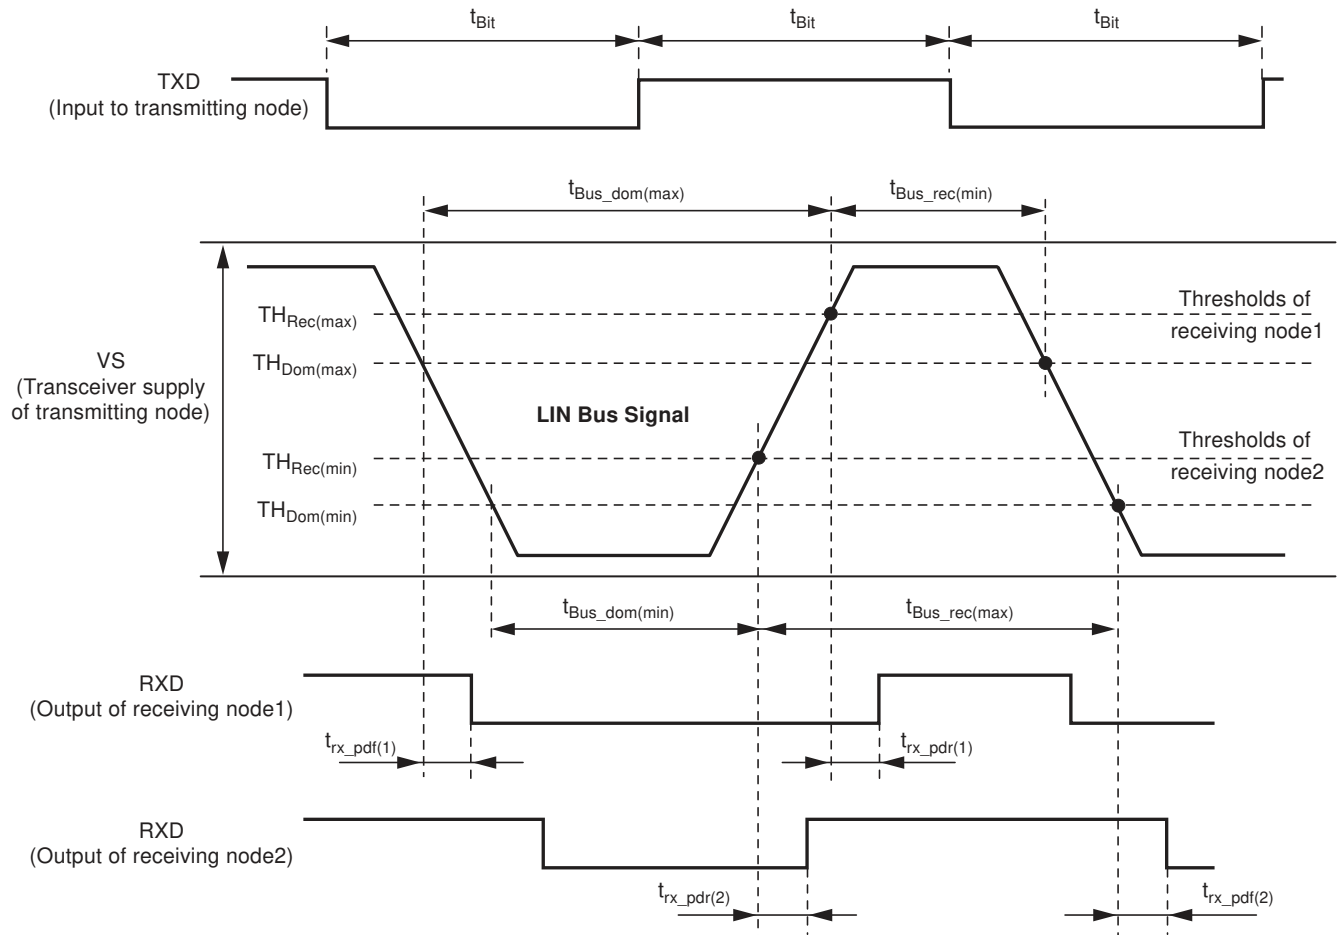 tBit
tBit
tBit
TXD
(Input to transmitting node)
tBus_dom(max)
tBus_rec(min)
THRec(max)
Thresholds of
receiving node1
VS
(Transceiver supply
of transmitting node)
THDom(max)
LIN Bus Signal
THRec(min)
Thresholds of
receiving node2
THDom(min)
tBus_dom(min)
tBus_rec(max)
RXD
(Output of receiving node1)
trx_pdf(1)
trx_pdr(1)
RXD
(Output of receiving node2)
trx_pdr(2)
trx_pdf(2)